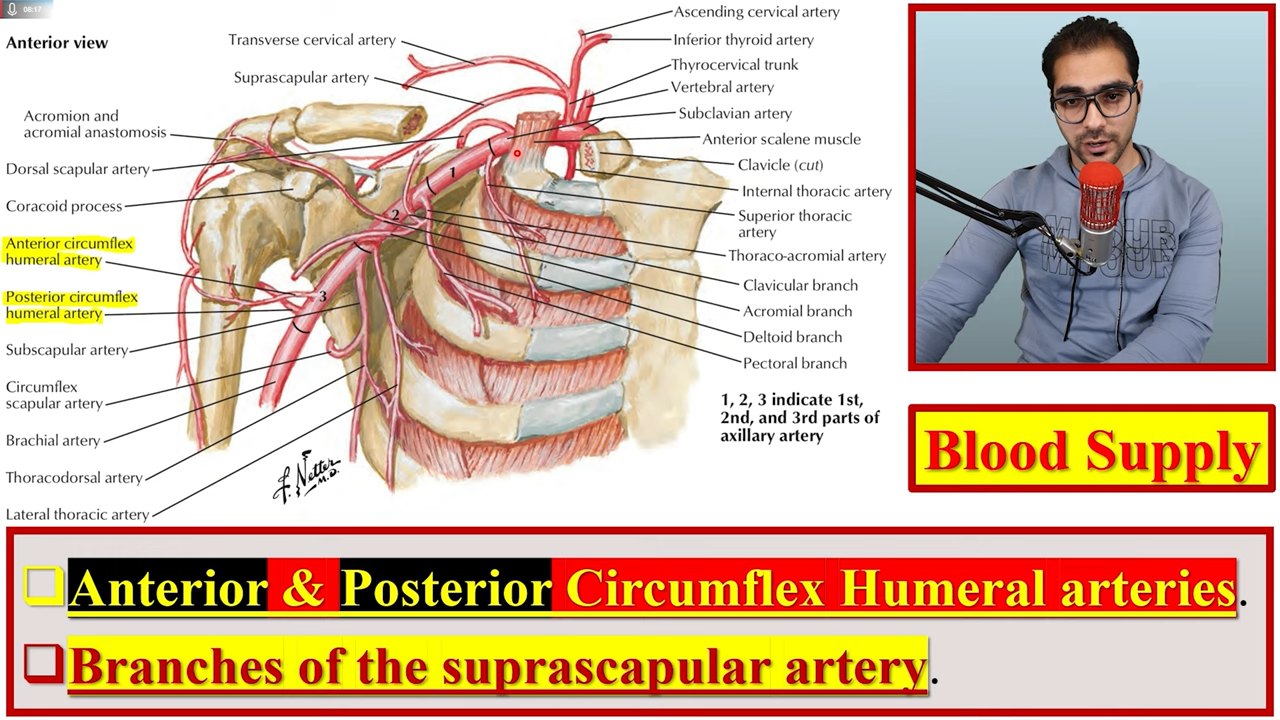 08:17
Anterior view
Transverse cervical artery
Suprascapular artery
Acromion and
acromial anastomosis
Dorsal scapular artery
Coracoid process
Anterior circumflex
humeral artery
Posterior circumflex
humeral artery
Subscapular artery
Circumflex
scapular artery
Brachial artery
Thoracodorsal artery
Lateral thoracic artery
Ascending cervical artery
Inferior thyroid artery
Thyrocervical trunk
Vertebral artery
Subclavian artery
Anterior scalene muscle
Clavicle (cut)
Internal thoracic artery
Superior thoracic
artery
Thoraco-acromial artery
Clavicular branch
Acromial branch
Deltoid branch
Pectoral branch
1
2
3
1, 2, 3 indicate 1st,
2nd, and 3rd parts of
axillary artery
F. Netter
M.D.
Blood Supply
Anterior & Posterior Circumflex Humeral arteries.
Branches of the suprascapular artery.